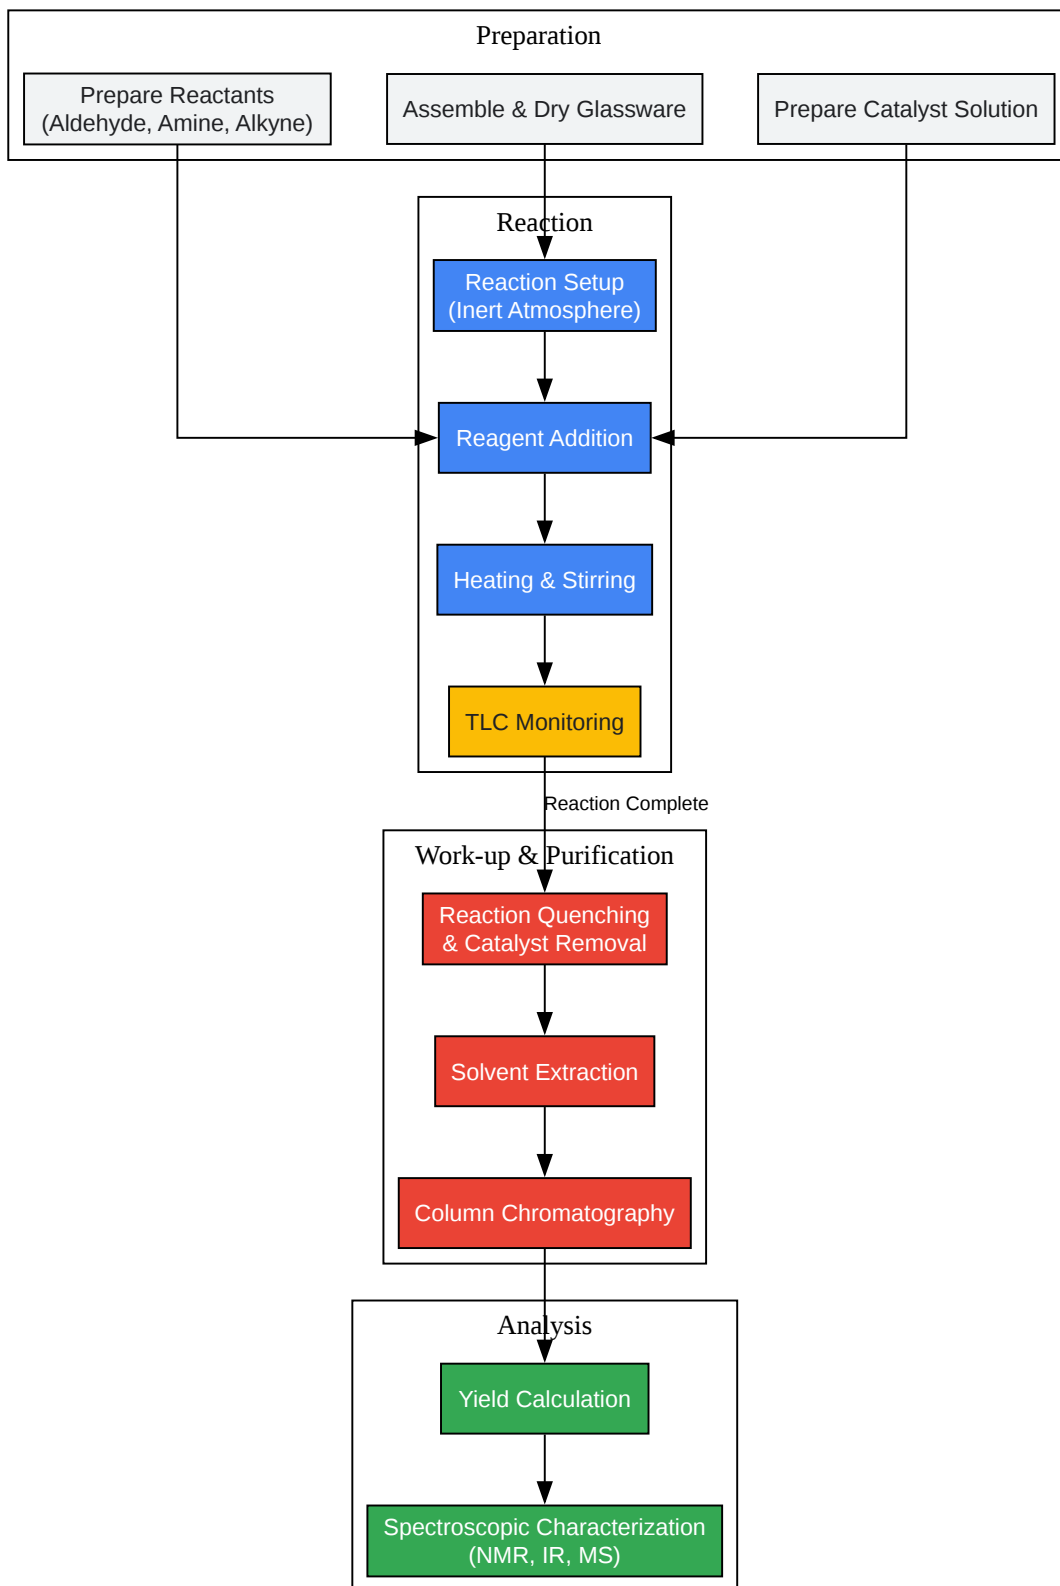 Preparation
Prepare Reactants
(Aldehyde, Amine, Alkyne)
Assemble & Dry Glassware
Prepare Catalyst Solution
Reaction
Reaction Setup
(Inert Atmosphere)
Reagent Addition
Heating & Stirring
TLC Monitoring
Reaction Complete
Work-up & Purification
Reaction Quenching
& Catalyst Removal
Solvent Extraction
Column Chromatography
Analysis
Yield Calculation
Spectroscopic Characterization
(NMR, IR, MS)